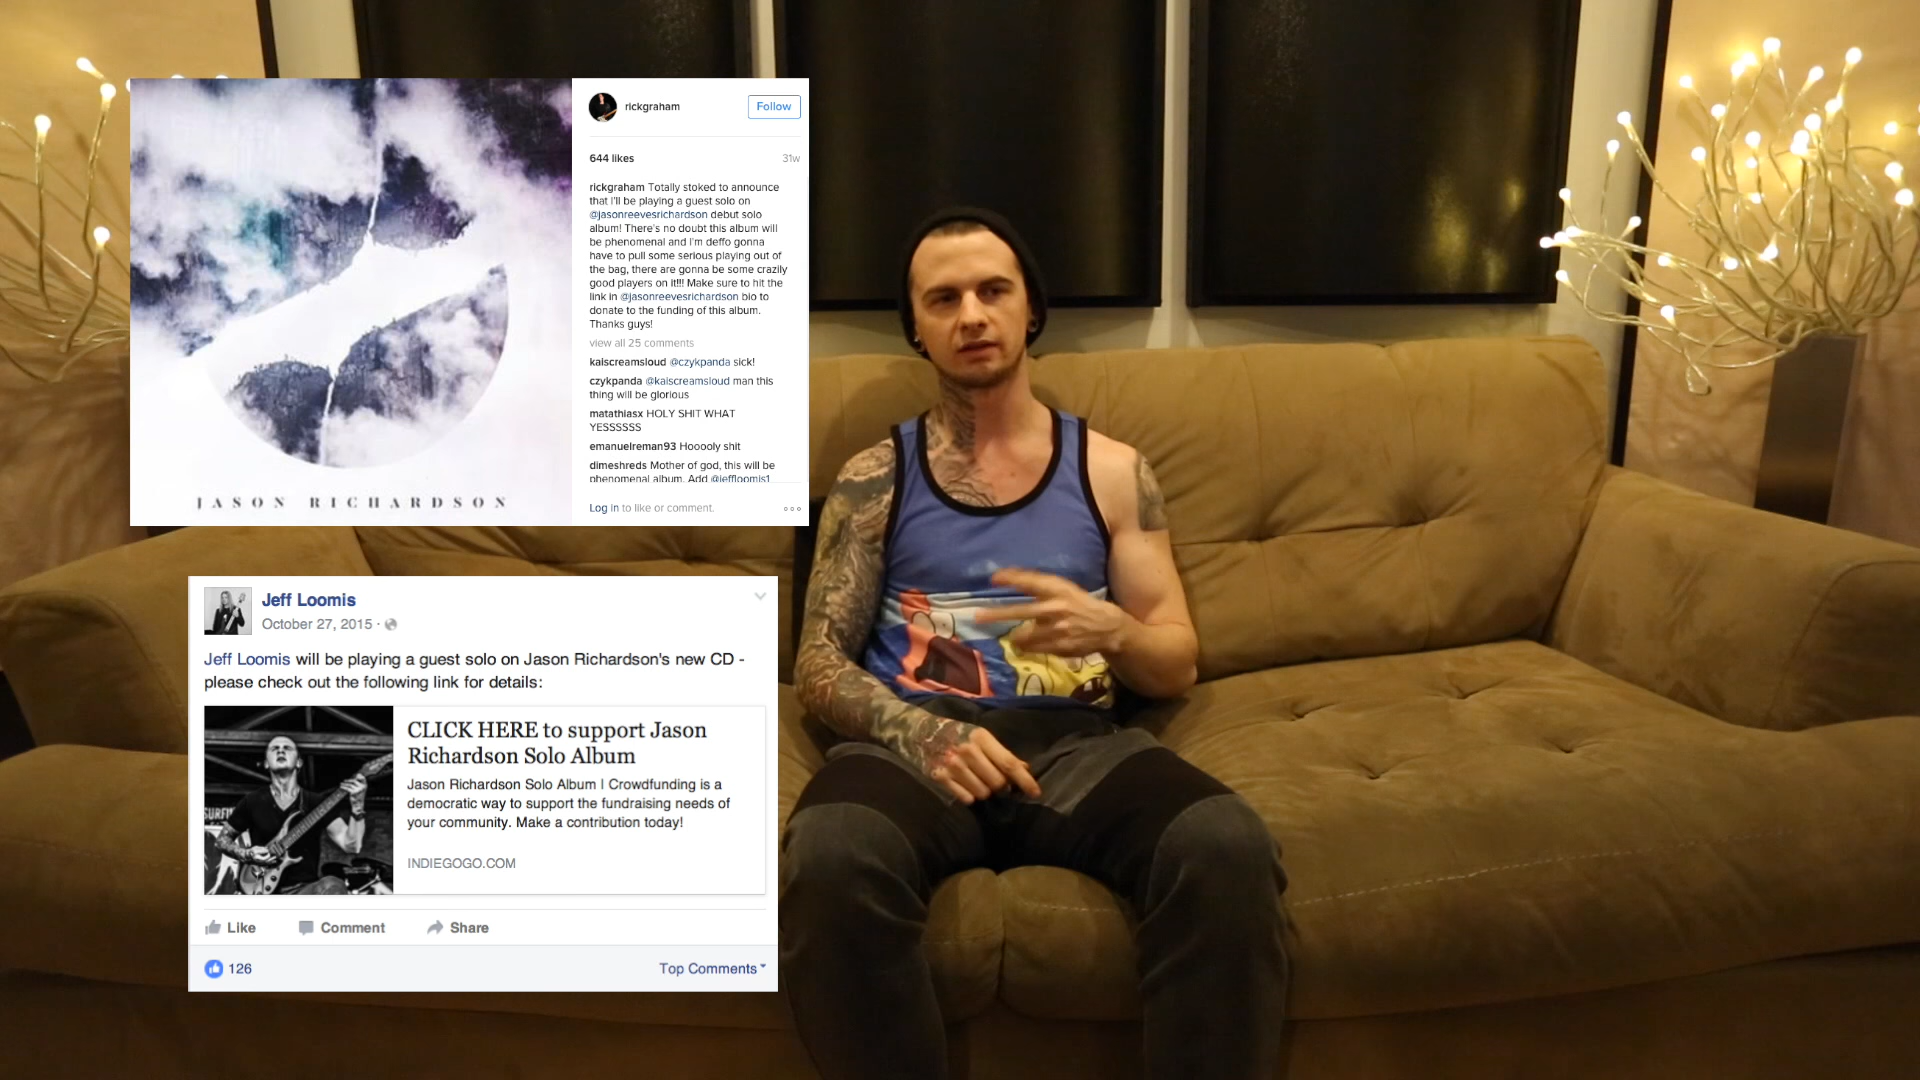 rickgraham
Follow
644 likes
31w
rickgraham Totally stoked to announce
that I'll be playing a guest solo on
@jasonreevesrichardson debut solo
album! There's no doubt this album will
be phenomenal and I'm deffo gonna
have to pull some serious playing out of
the bag, there are gonna be some crazily
good players on it!!! Make sure to hit the
link in @jasonreevesrichardson bio to
donate to the funding of this album.
Thanks guys!
view all 25 comments
kaiscreamsloud @czykpanda sick!
czykpanda @kaiscreamsloud man this
thing will be glorious
matathiasx HOLY SHIT WHAT
YESSSSSS
emanuelreman93 Hooooly shit
dimeshreds Mother of god, this will be
phenomenal album. Add @jeffloomis1
Log in to like or comment.
JASON RICHARDSON
Jeff Loomis
October 27, 2015
Jeff Loomis will be playing a guest solo on Jason Richardson's new CD -
please check out the following link for details:
CLICK HERE to support Jason
Richardson Solo Album
Jason Richardson Solo Album | Crowdfunding is a
democratic way to support the fundraising needs of
your community. Make a contribution today!
INDIEGOGO.COM
Like Comment Share
126
Top Comments